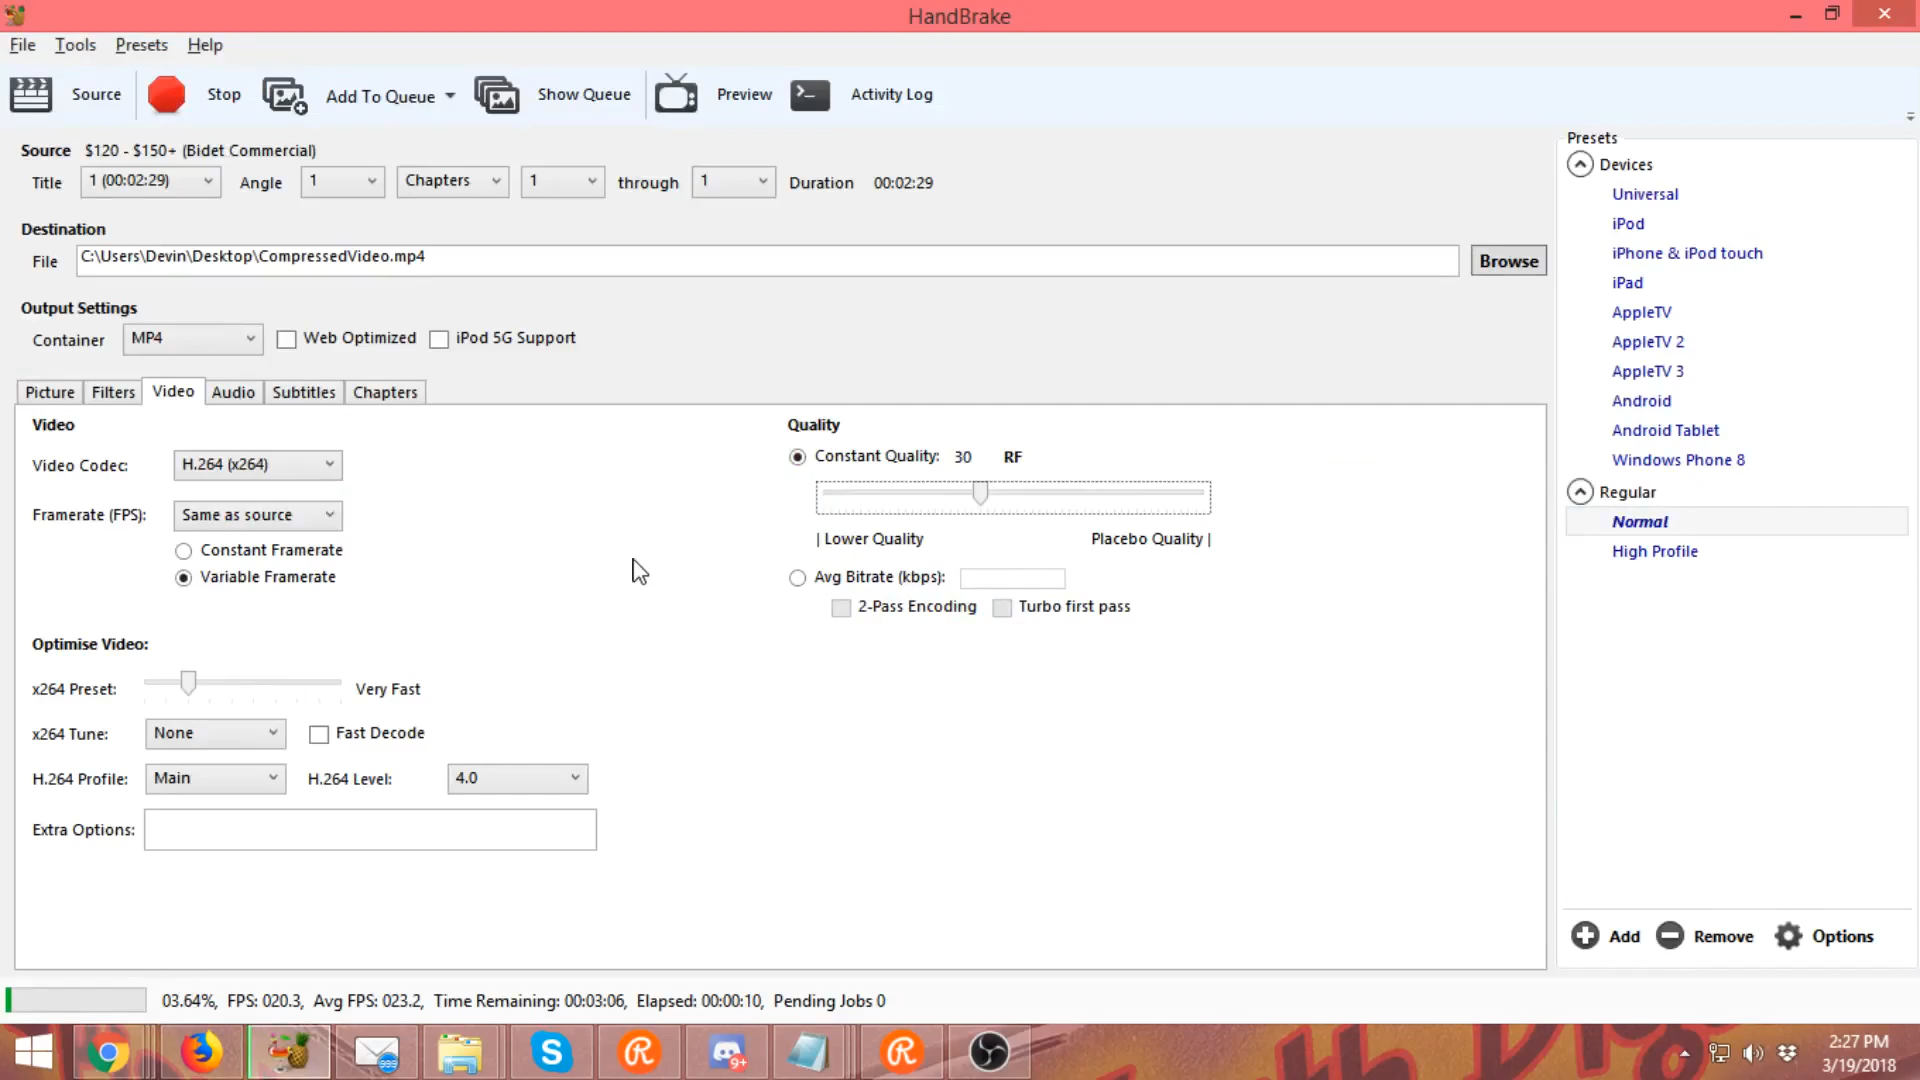 HandBrake
File Tools Presets Help
Source Stop Add To Queue Show Queue Preview Activity Log
Source $120 - $150+ (Bidet Commercial)
Title 1 (00:02:29) Angle 1 Chapters 1 through 1 Duration 00:02:29
Destination
File C:\Users\Devin\Desktop\CompressedVideo.mp4 Browse
Output Settings
Container MP4 Web Optimized iPod 5G Support
Picture Filters Video Audio Subtitles Chapters
Video
Video Codec: H.264 (x264)
Framerate (FPS): Same as source
Constant Framerate
Variable Framerate
Quality
Constant Quality: 30 RF
| Lower Quality Placebo Quality |
Avg Bitrate (kbps):
2-Pass Encoding Turbo first pass
Optimise Video:
x264 Preset: Very Fast
x264 Tune: None Fast Decode
H.264 Profile: Main H.264 Level: 4.0
Extra Options:
Presets
Devices
Universal
iPod
iPhone & iPod touch
iPad
AppleTV
AppleTV 2
AppleTV 3
Android
Android Tablet
Windows Phone 8
Regular
Normal
High Profile
Add Remove Options
03.64%, FPS: 020.3, Avg FPS: 023.2, Time Remaining: 00:03:06, Elapsed: 00:00:10, Pending Jobs 0
9+
2:27 PM
3/19/2018